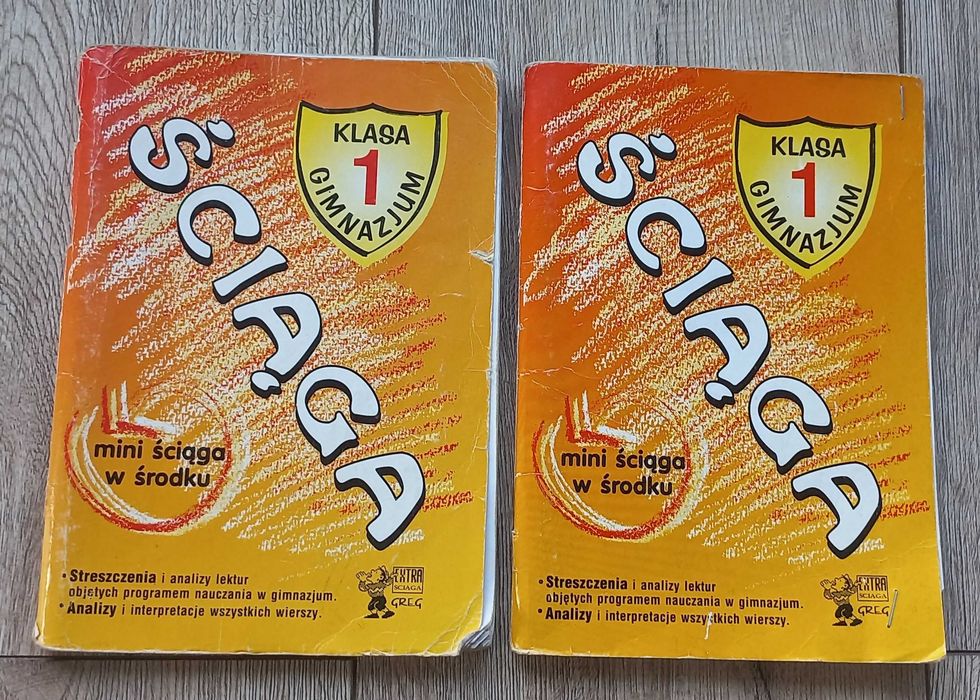 KLASA
1
GIMNAZJUM
ŚCIĄGA
mini ściąga
w środku
• Streszczenia i analizy lektur
objętych programem nauczania w gimnazjum.
• Analizy i interpretacje wszystkich wierszy.
EXTRA
ŚCIĄGA
GREG
KLASA
1
GIMNAZJUM
ŚCIĄGA
mini ściąga
w środku
• Streszczenia i analizy lektur
objętych programem nauczania w gimnazjum.
• Analizy i interpretacje wszystkich wierszy.
EXTRA
ŚCIĄGA
GREG